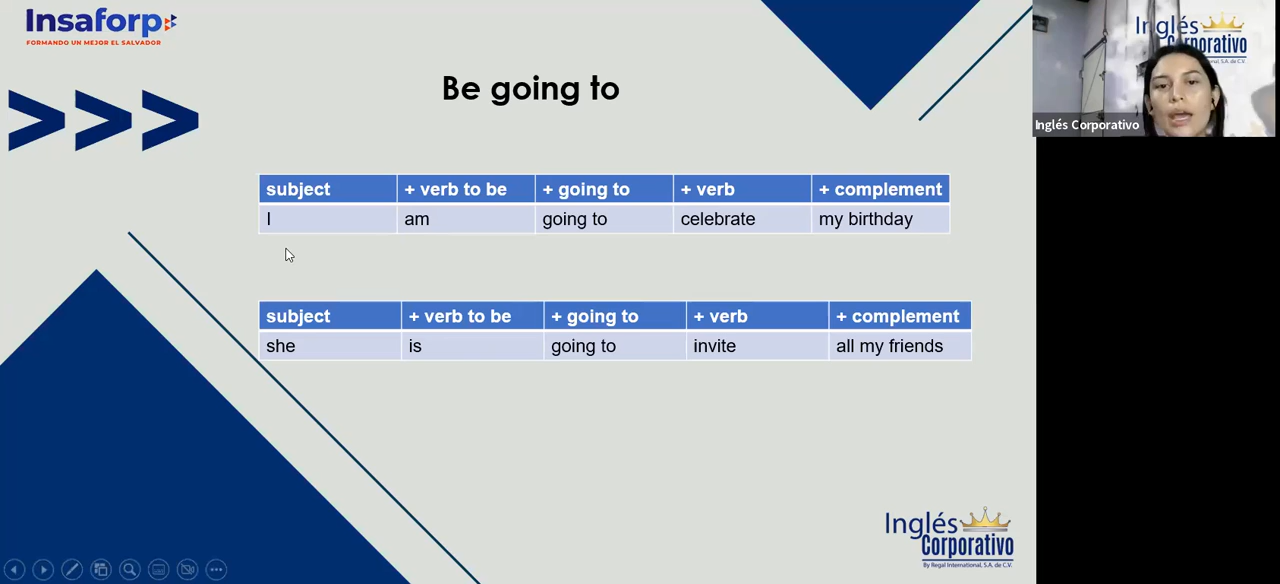 Insaforp
FORMANDO UN MEJOR EL SALVADOR
Be going to
subject + verb to be + going to + verb + complement
I am going to celebrate my birthday
subject + verb to be + going to + verb + complement
she is going to invite all my friends
Inglés
Corporativo
By Regal International, S.A. de C.V.
Inglés
Corporativo
Inglés Corporativo